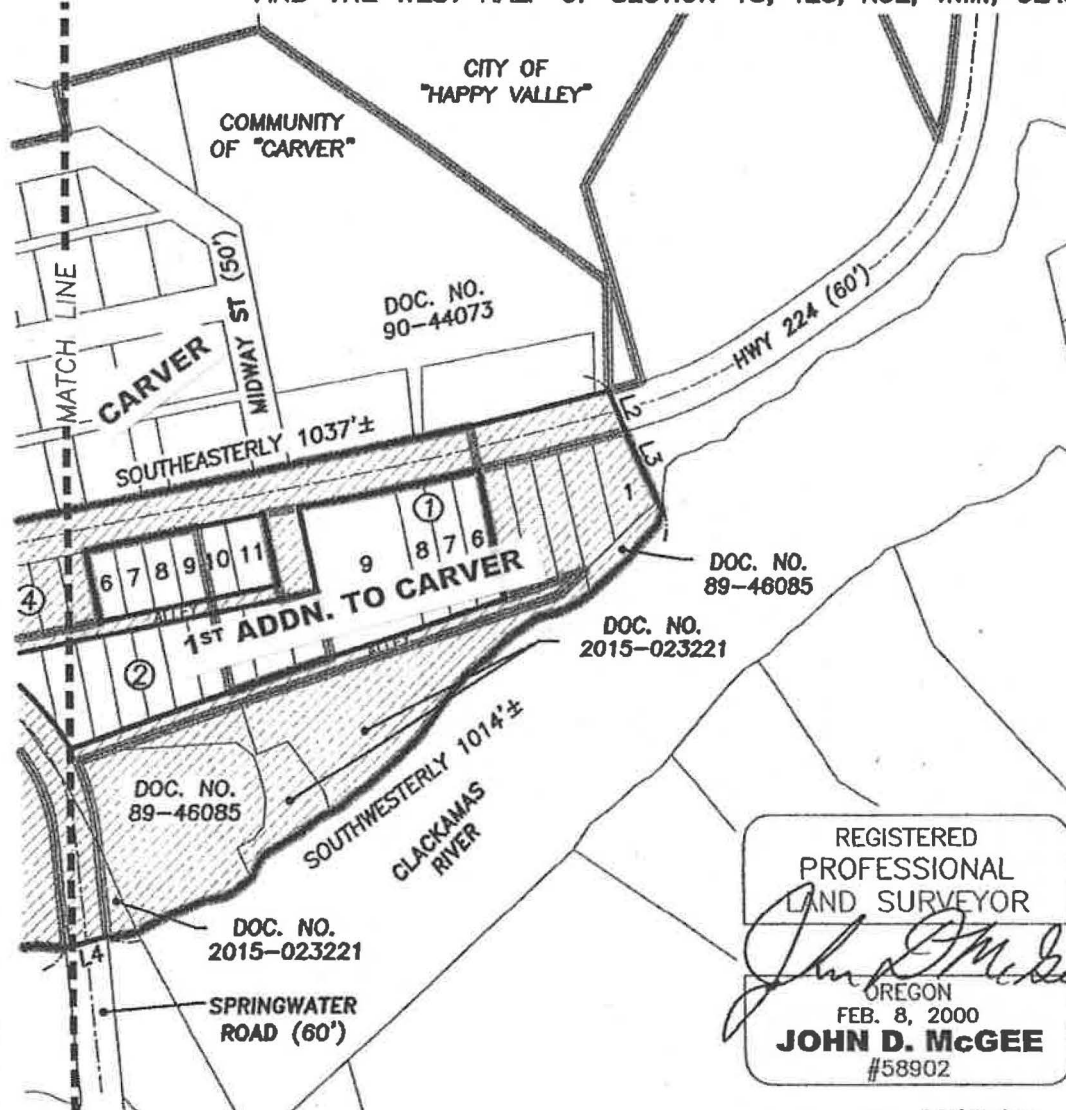 CITY OF
"HAPPY VALLEY"
COMMUNITY
OF "CARVER"
MATCH LINE
MIDWAY ST (50')
DOC. NO.
90-44073
HWY 224 (60')
CARVER
SOUTHEASTERLY 1037'±
L2
L3
1
1
6 7 8 9 10 11
9 8 7 6
4
ALLEY
1ST ADDN. TO CARVER
ALLEY
2
DOC. NO.
89-46085
DOC. NO.
2015-023221
DOC. NO.
89-46085
SOUTHWESTERLY 1014'±
CLACKAMAS
RIVER
DOC. NO.
2015-023221
L4
SPRINGWATER
ROAD (60')
REGISTERED
PROFESSIONAL
LAND SURVEYOR
OREGON
FEB. 8, 2000
JOHN D. McGEE
#58902